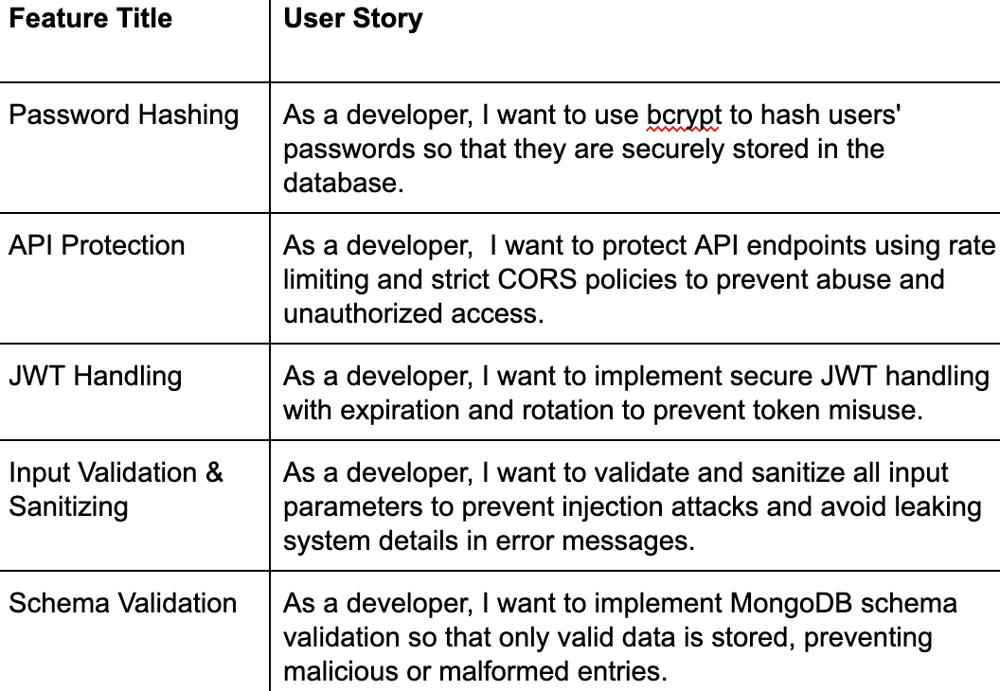 Feature Title
User Story
Password Hashing
As a developer, I want to use bcrypt to hash users'
passwords so that they are securely stored in the
database.
API Protection
As a developer,  I want to protect API endpoints using rate
limiting and strict CORS policies to prevent abuse and
unauthorized access.
JWT Handling
As a developer, I want to implement secure JWT handling
with expiration and rotation to prevent token misuse.
Input Validation &
Sanitizing
As a developer, I want to validate and sanitize all input
parameters to prevent injection attacks and avoid leaking
system details in error messages.
Schema Validation
As a developer, I want to implement MongoDB schema
validation so that only valid data is stored, preventing
malicious or malformed entries.